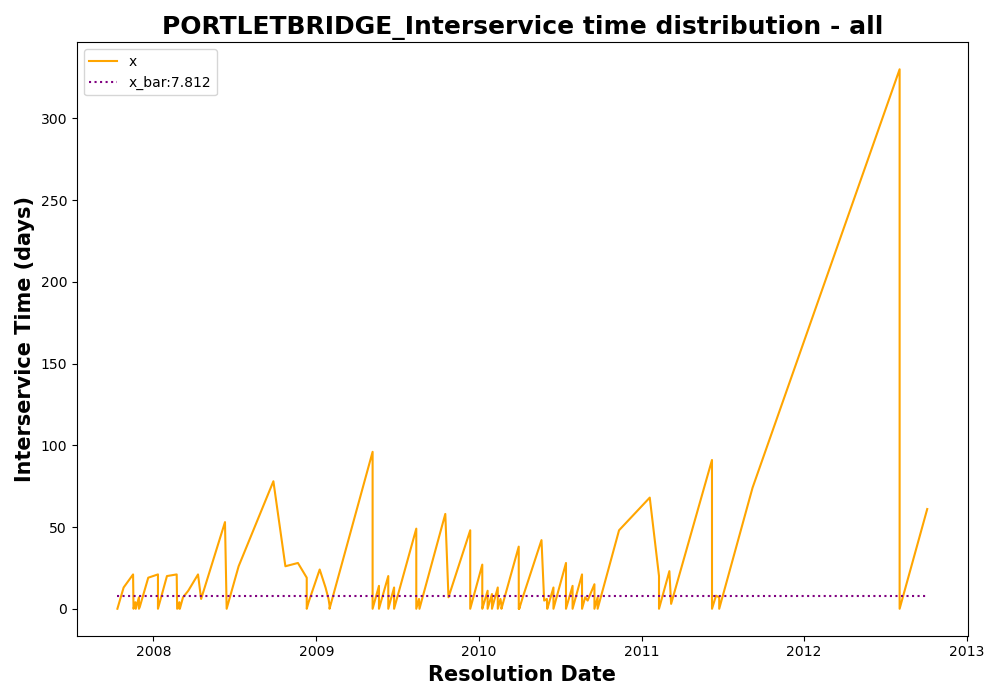 PORTLETBRIDGE_Interservice time distribution - all
x
x_bar:7.812
Interservice Time (days)
300
250
200
150
100
50
0
2008 2009 2010 2011 2012 2013
Resolution Date